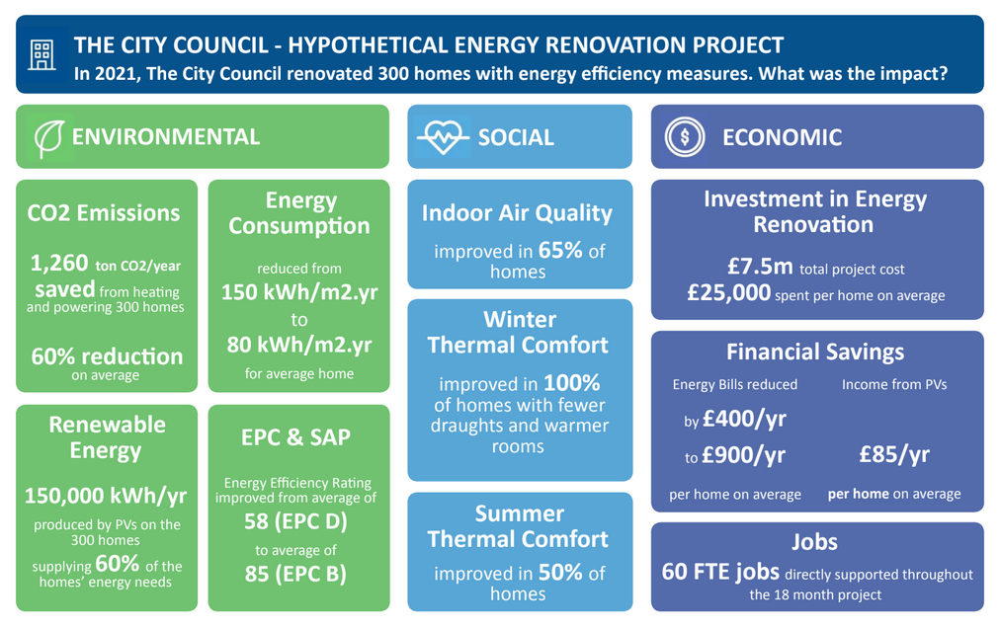 THE CITY COUNCIL - HYPOTHETICAL ENERGY RENOVATION PROJECT
In 2021, The City Council renovated 300 homes with energy efficiency measures. What was the impact?
ENVIRONMENTAL
CO2 Emissions
1,260 ton CO2/year
saved from heating
and powering 300 homes
60% reduction
on average
Energy
Consumption
reduced from
150 kWh/m2.yr
to
80 kWh/m2.yr
for average home
Renewable
Energy
150,000 kWh/yr
produced by PVs on the
300 homes
supplying 60% of the
homes' energy needs
EPC & SAP
Energy Efficiency Rating
improved from average of
58 (EPC D)
to average of
85 (EPC B)
SOCIAL
Indoor Air Quality
improved in 65% of
homes
Winter
Thermal Comfort
improved in 100%
of homes with fewer
draughts and warmer
rooms
Summer
Thermal Comfort
improved in 50% of
homes
$
ECONOMIC
Investment in Energy
Renovation
£7.5m total project cost
£25,000 spent per home on average
Financial Savings
Energy Bills reduced
by £400/yr
to £900/yr
per home on average
Income from PVs
£85/yr
per home on average
Jobs
60 FTE jobs directly supported throughout
the 18 month project